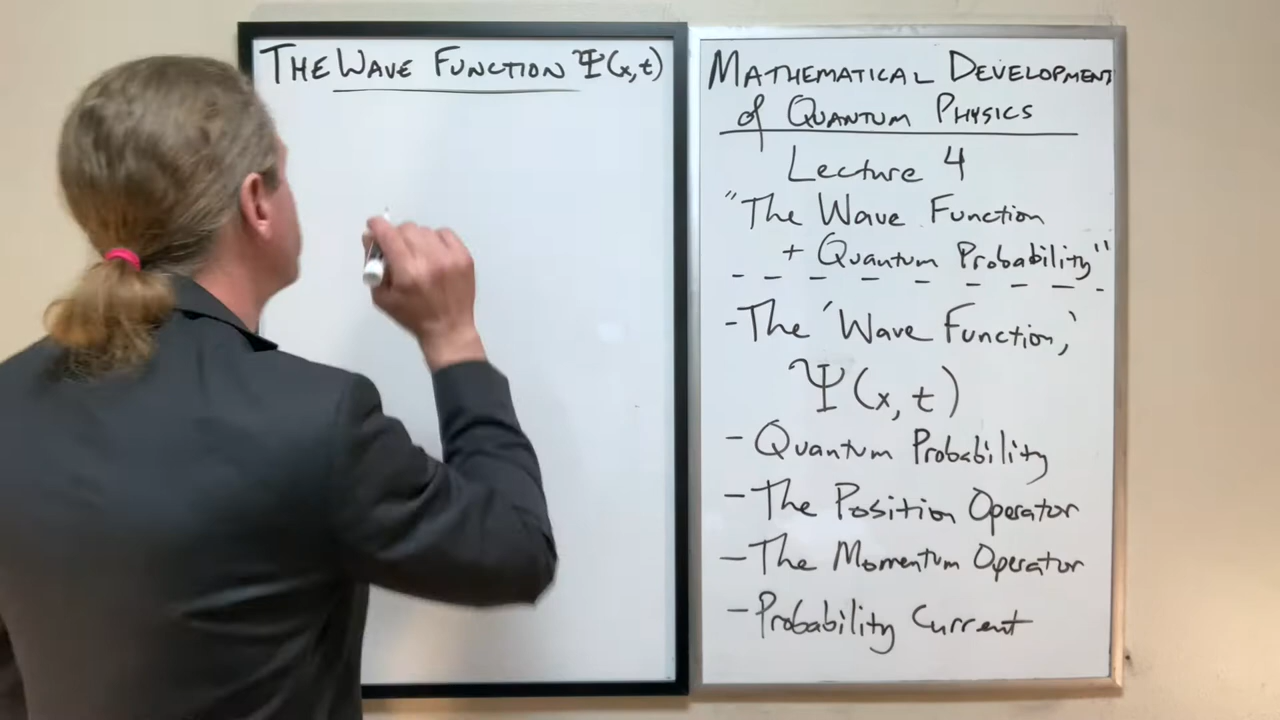 THE WAVE FUNCTION Ψ(x,t)
MATHEMATICAL DEVELOPMENT
of QUANTUM PHYSICS
Lecture 4
"The Wave Function
+ Quantum Probability"
- The 'Wave Function,'
Ψ(x,t)
- Quantum Probability
- The Position Operator
- The Momentum Operator
- Probability Current